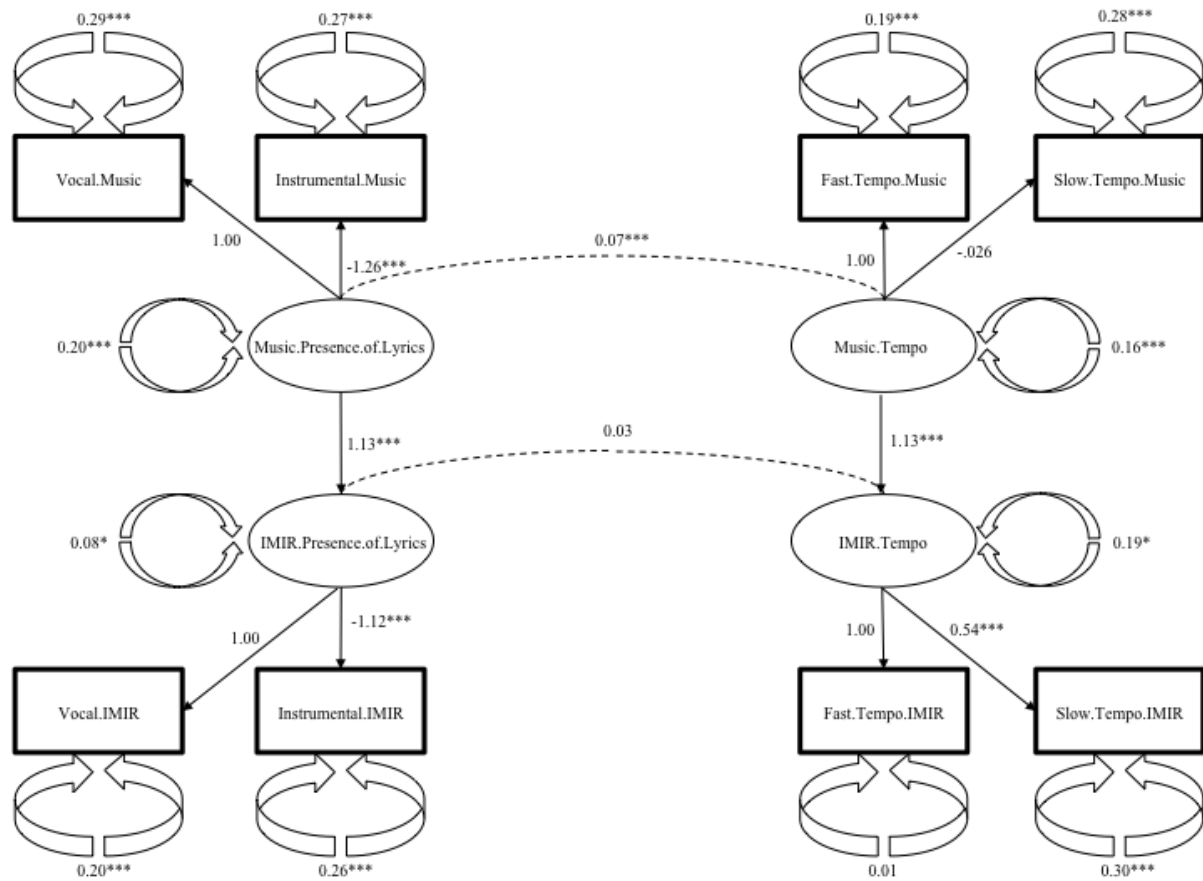 0.29*** 0.27*** 0.19*** 0.28***
Vocal.Music Instrumental.Music Fast.Tempo.Music Slow.Tempo.Music
1.00 -1.26*** 0.07*** 1.00 -.026
0.20*** Music.Presence.of.Lyrics Music.Tempo 0.16***
1.13*** 0.03 1.13***
0.08* IMIR.Presence.of.Lyrics IMIR.Tempo 0.19*
1.00 -1.12*** 1.00 0.54***
Vocal.IMIR Instrumental.IMIR Fast.Tempo.IMIR Slow.Tempo.IMIR
0.20*** 0.26*** 0.01 0.30***